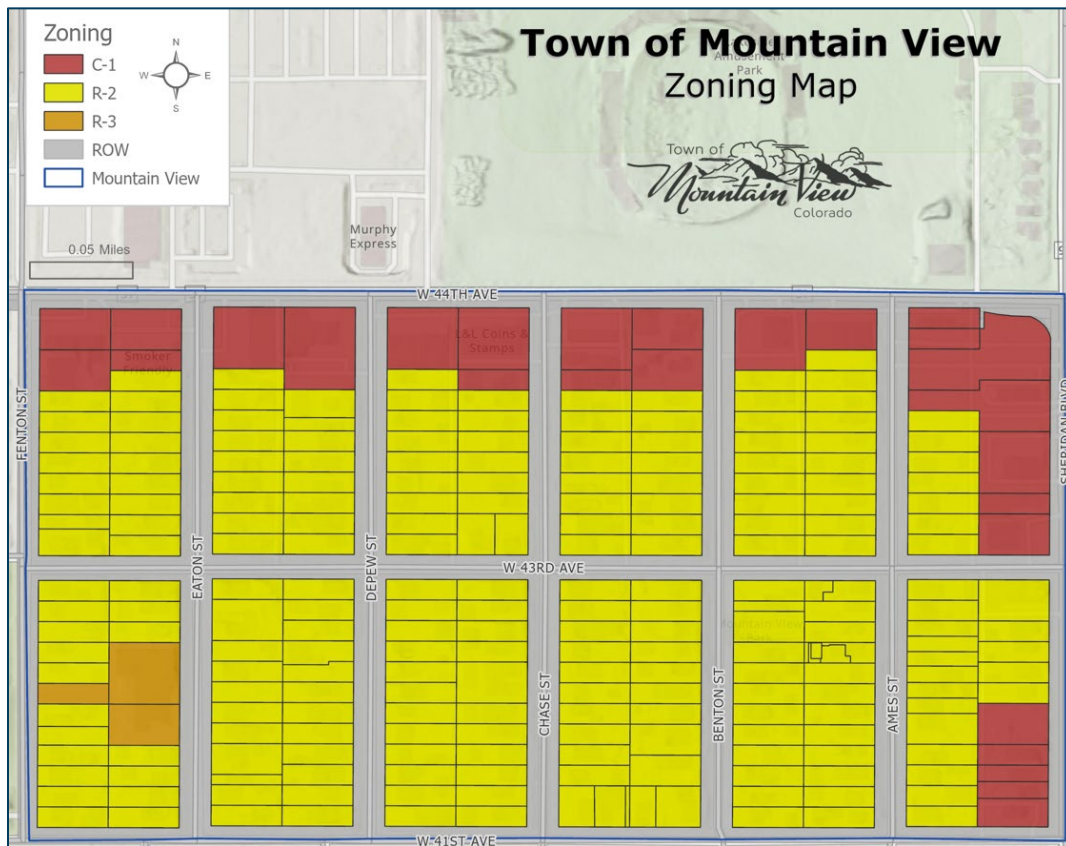 Zoning
C-1
R-2
R-3
ROW
Mountain View
N
W E
S
0.05 Miles
Town of Mountain View
Zoning Map
Amusement
Park
Town of
Mountain View
Colorado
Murphy
Express
W 44TH AVE
L&L Coins &
Stamps
Smoker
Friendly
FENTON ST
SHERIDAN BLVD
EATON ST
DEPEW ST
W 43RD AVE
Mountain View
Park
CHASE ST
BENTON ST
AMES ST
W 41ST AVE